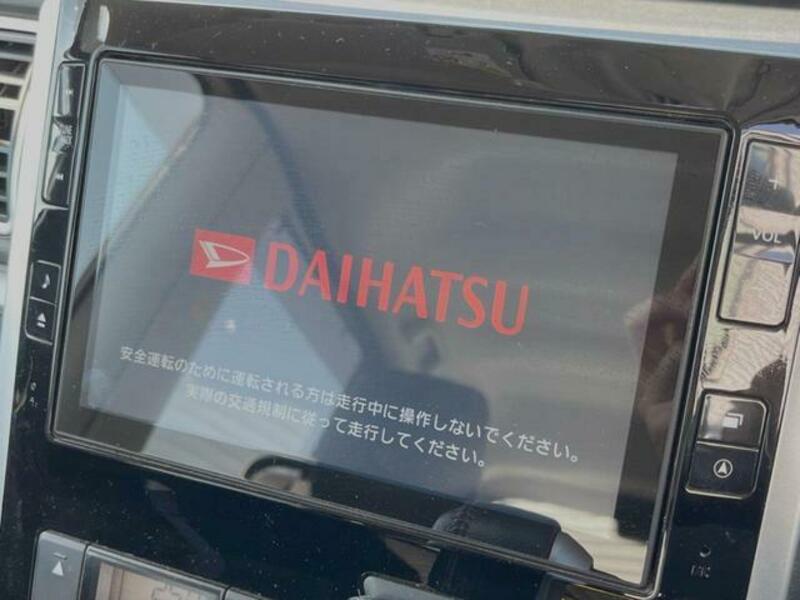 DAIHATSU
安全運転のために運転される方は走行中に操作しないでください。
実際の交通規制に従って走行してください。
+
VOL